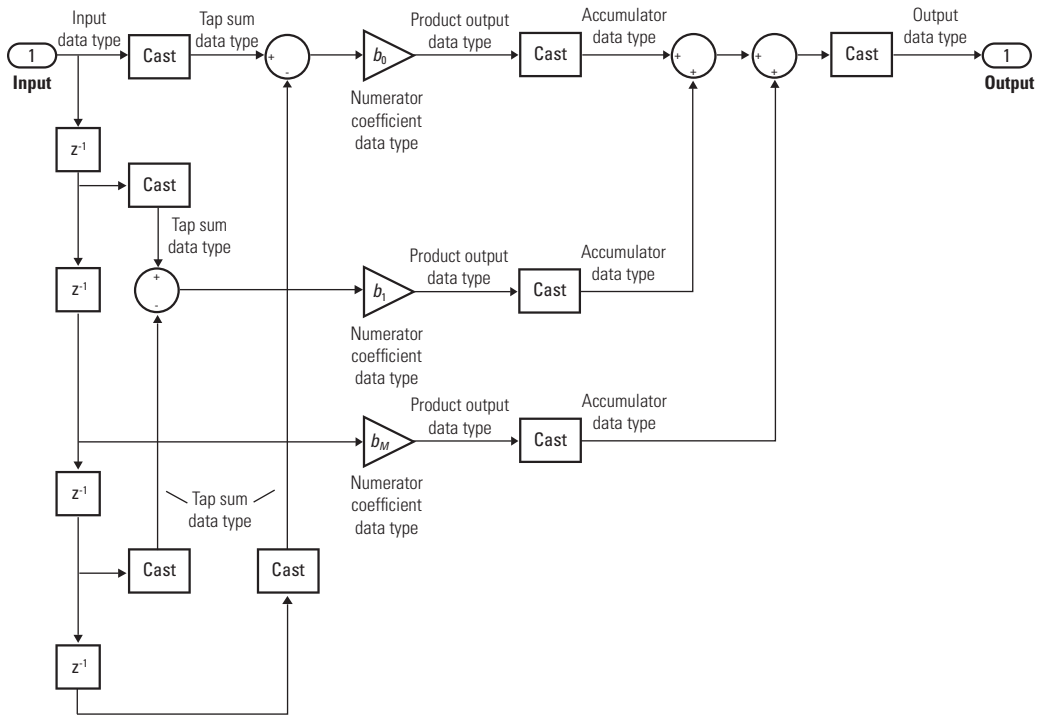 Input
data type
Tap sum
data type
Product output
data type
Accumulator
data type
Output
data type
1
Input
Cast
+
-
b0
Cast
+
+
+
+
Cast
1
Output
Numerator
coefficient
data type
z-1
Cast
Tap sum
data type
z-1
+
-
b1
Product output
data type
Cast
Accumulator
data type
Numerator
coefficient
data type
bM
Product output
data type
Cast
Accumulator
data type
Numerator
coefficient
data type
z-1
Tap sum
data type
Cast
Cast
z-1